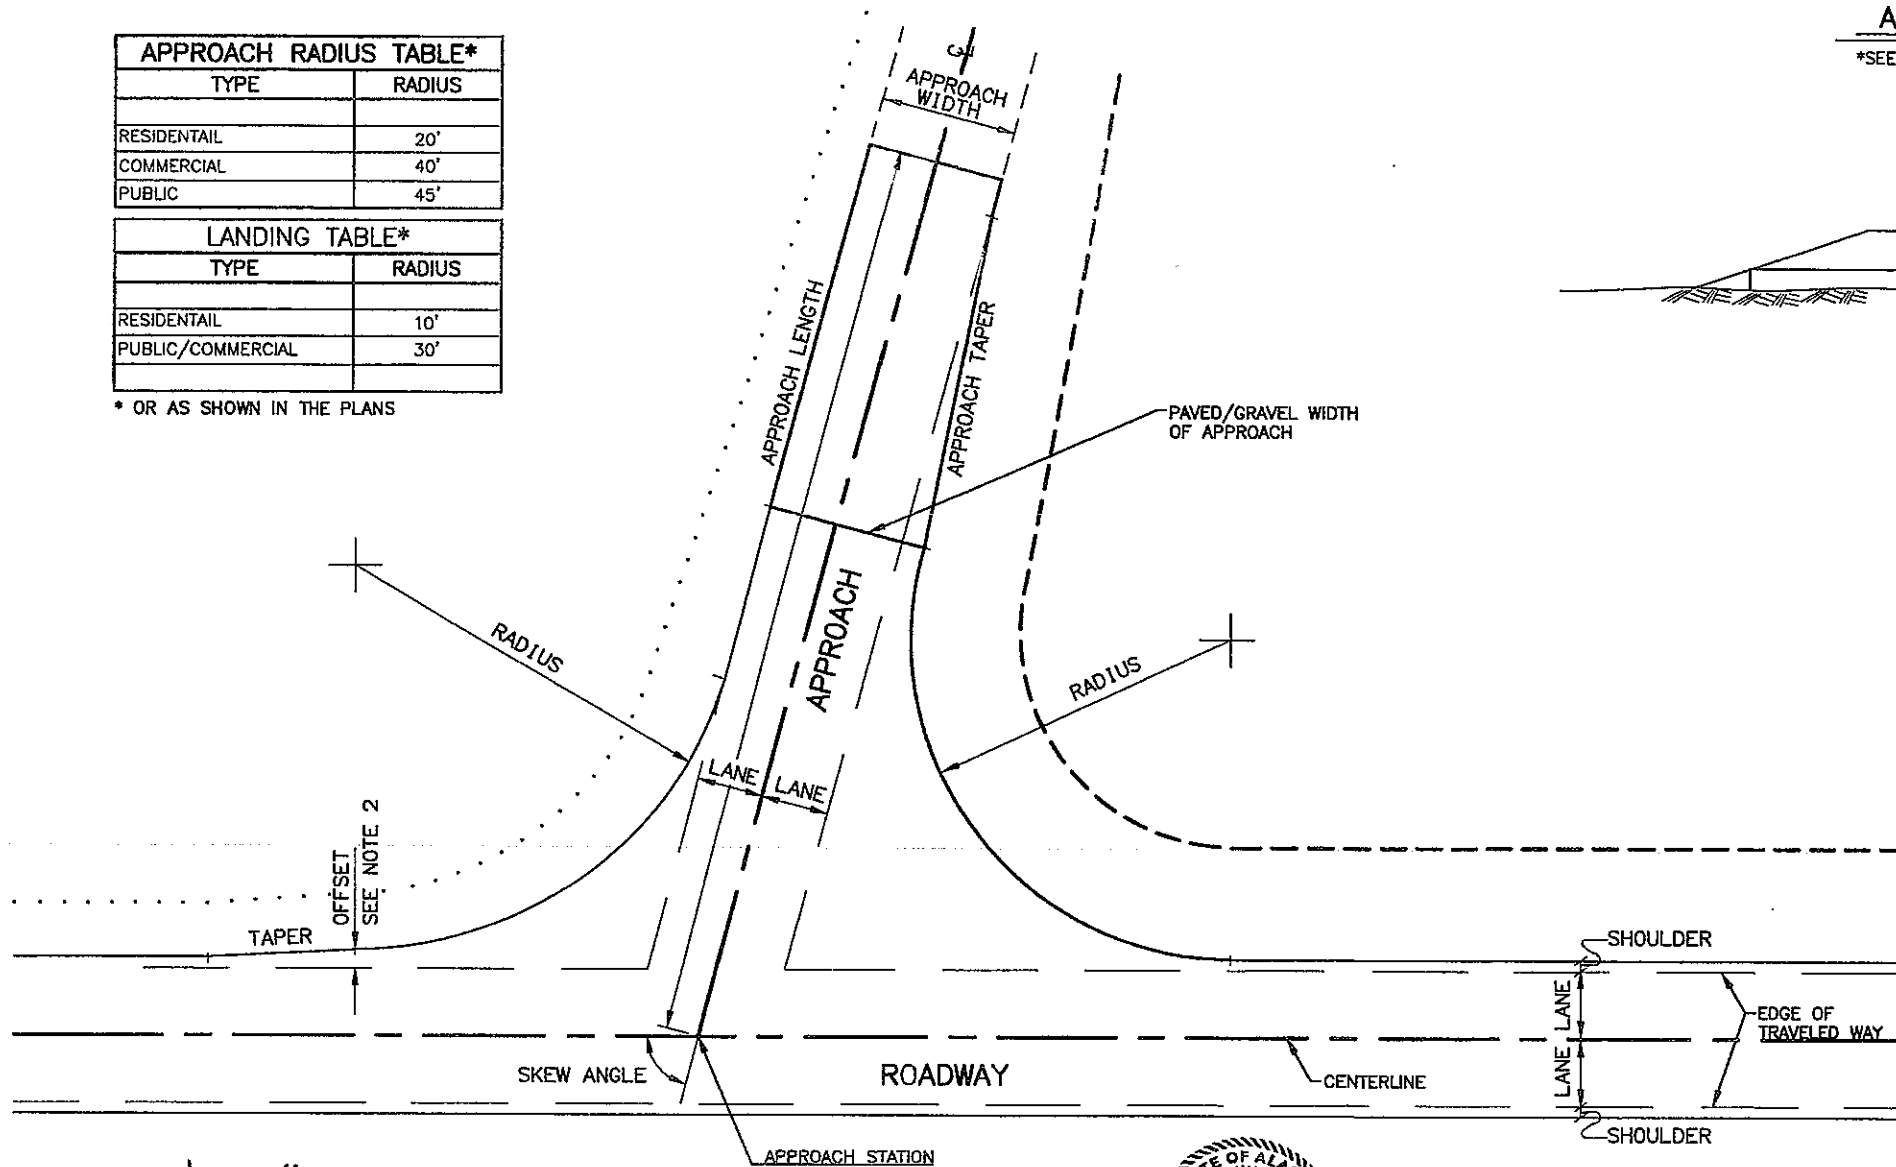 APPROACH RADIUS TABLE*
TYPE RADIUS
RESIDENTAIL 20'
COMMERCIAL 40'
PUBLIC 45'
LANDING TABLE*
TYPE RADIUS
RESIDENTAIL 10'
PUBLIC/COMMERCIAL 30'
* OR AS SHOWN IN THE PLANS
A
*SEE
APPROACH
WIDTH
APPROACH LENGTH
APPROACH TAPER
PAVED/GRAVEL WIDTH
OF APPROACH
RADIUS
APPROACH
RADIUS
LANE
LANE
OFFSET
SEE NOTE 2
TAPER
SHOULDER
LANE
LANE
EDGE OF
TRAVELED WAY
SKEW ANGLE
ROADWAY
CENTERLINE
SHOULDER
APPROACH STATION
OF ALA